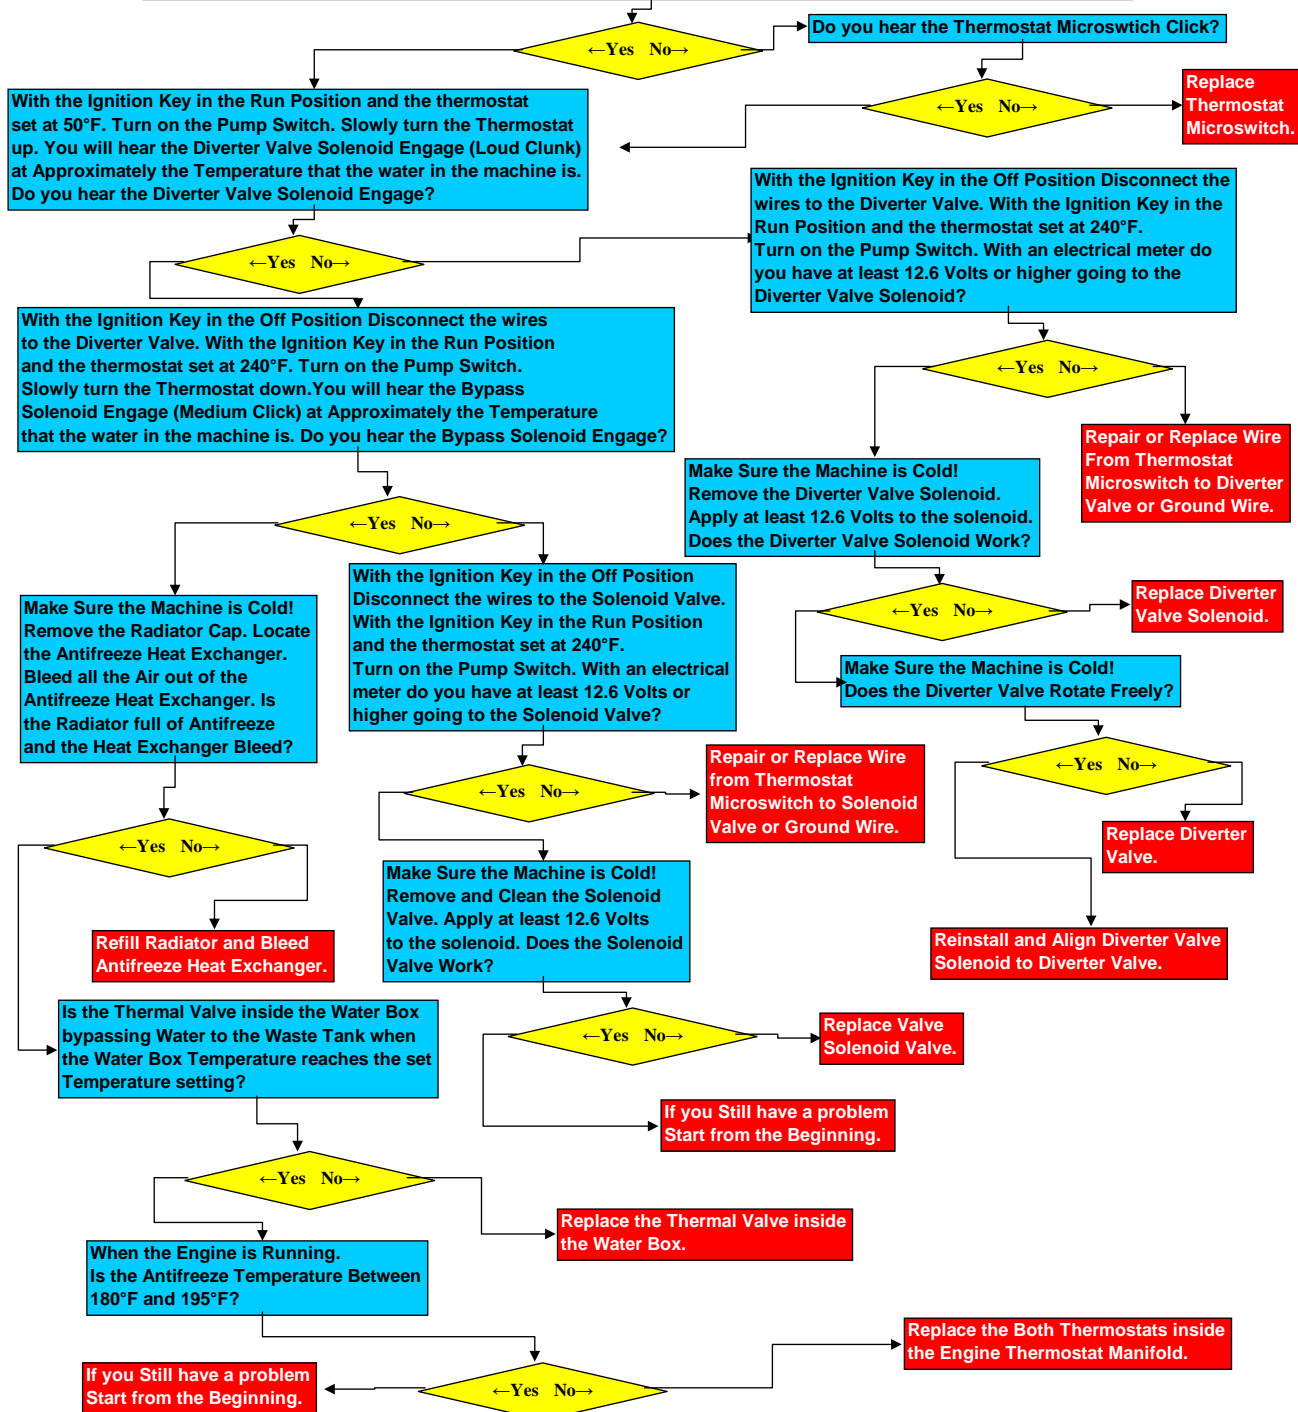 ←Yes No→
Do you hear the Thermostat Microswtich Click?
With the Ignition Key in the Run Position and the thermostat
set at 50°F. Turn on the Pump Switch. Slowly turn the Thermostat
up. You will hear the Diverter Valve Solenoid Engage (Loud Clunk)
at Approximately the Temperature that the water in the machine is.
Do you hear the Diverter Valve Solenoid Engage?
←Yes No→
Replace
Thermostat
Microswitch.
With the Ignition Key in the Off Position Disconnect the
wires to the Diverter Valve. With the Ignition Key in the
Run Position and the thermostat set at 240°F.
Turn on the Pump Switch. With an electrical meter do
you have at least 12.6 Volts or higher going to the
Diverter Valve Solenoid?
←Yes No→
With the Ignition Key in the Off Position Disconnect the wires
to the Diverter Valve. With the Ignition Key in the Run Position
and the thermostat set at 240°F. Turn on the Pump Switch.
Slowly turn the Thermostat down.You will hear the Bypass
Solenoid Engage (Medium Click) at Approximately the Temperature
that the water in the machine is. Do you hear the Bypass Solenoid Engage?
←Yes No→
Repair or Replace Wire
From Thermostat
Microswitch to Diverter
Valve or Ground Wire.
Make Sure the Machine is Cold!
Remove the Diverter Valve Solenoid.
Apply at least 12.6 Volts to the solenoid.
Does the Diverter Valve Solenoid Work?
←Yes No→
With the Ignition Key in the Off Position
Disconnect the wires to the Solenoid Valve.
With the Ignition Key in the Run Position
and the thermostat set at 240°F.
Turn on the Pump Switch. With an electrical
meter do you have at least 12.6 Volts or
higher going to the Solenoid Valve?
Make Sure the Machine is Cold!
Remove the Radiator Cap. Locate
the Antifreeze Heat Exchanger.
Bleed all the Air out of the
Antifreeze Heat Exchanger. Is
the Radiator full of Antifreeze
and the Heat Exchanger Bleed?
←Yes No→
Replace Diverter
Valve Solenoid.
Make Sure the Machine is Cold!
Does the Diverter Valve Rotate Freely?
←Yes No→
Repair or Replace Wire
from Thermostat
Microswitch to Solenoid
Valve or Ground Wire.
←Yes No→
Replace Diverter
Valve.
←Yes No→
Make Sure the Machine is Cold!
Remove and Clean the Solenoid
Valve. Apply at least 12.6 Volts
to the solenoid. Does the Solenoid
Valve Work?
Refill Radiator and Bleed
Antifreeze Heat Exchanger.
Reinstall and Align Diverter Valve
Solenoid to Diverter Valve.
Is the Thermal Valve inside the Water Box
bypassing Water to the Waste Tank when
the Water Box Temperature reaches the set
Temperature setting?
←Yes No→
Replace Valve
Solenoid Valve.
If you Still have a problem
Start from the Beginning.
←Yes No→
Replace the Thermal Valve inside
the Water Box.
When the Engine is Running.
Is the Antifreeze Temperature Between
180°F and 195°F?
Replace the Both Thermostats inside
the Engine Thermostat Manifold.
If you Still have a problem
Start from the Beginning.
←Yes No→